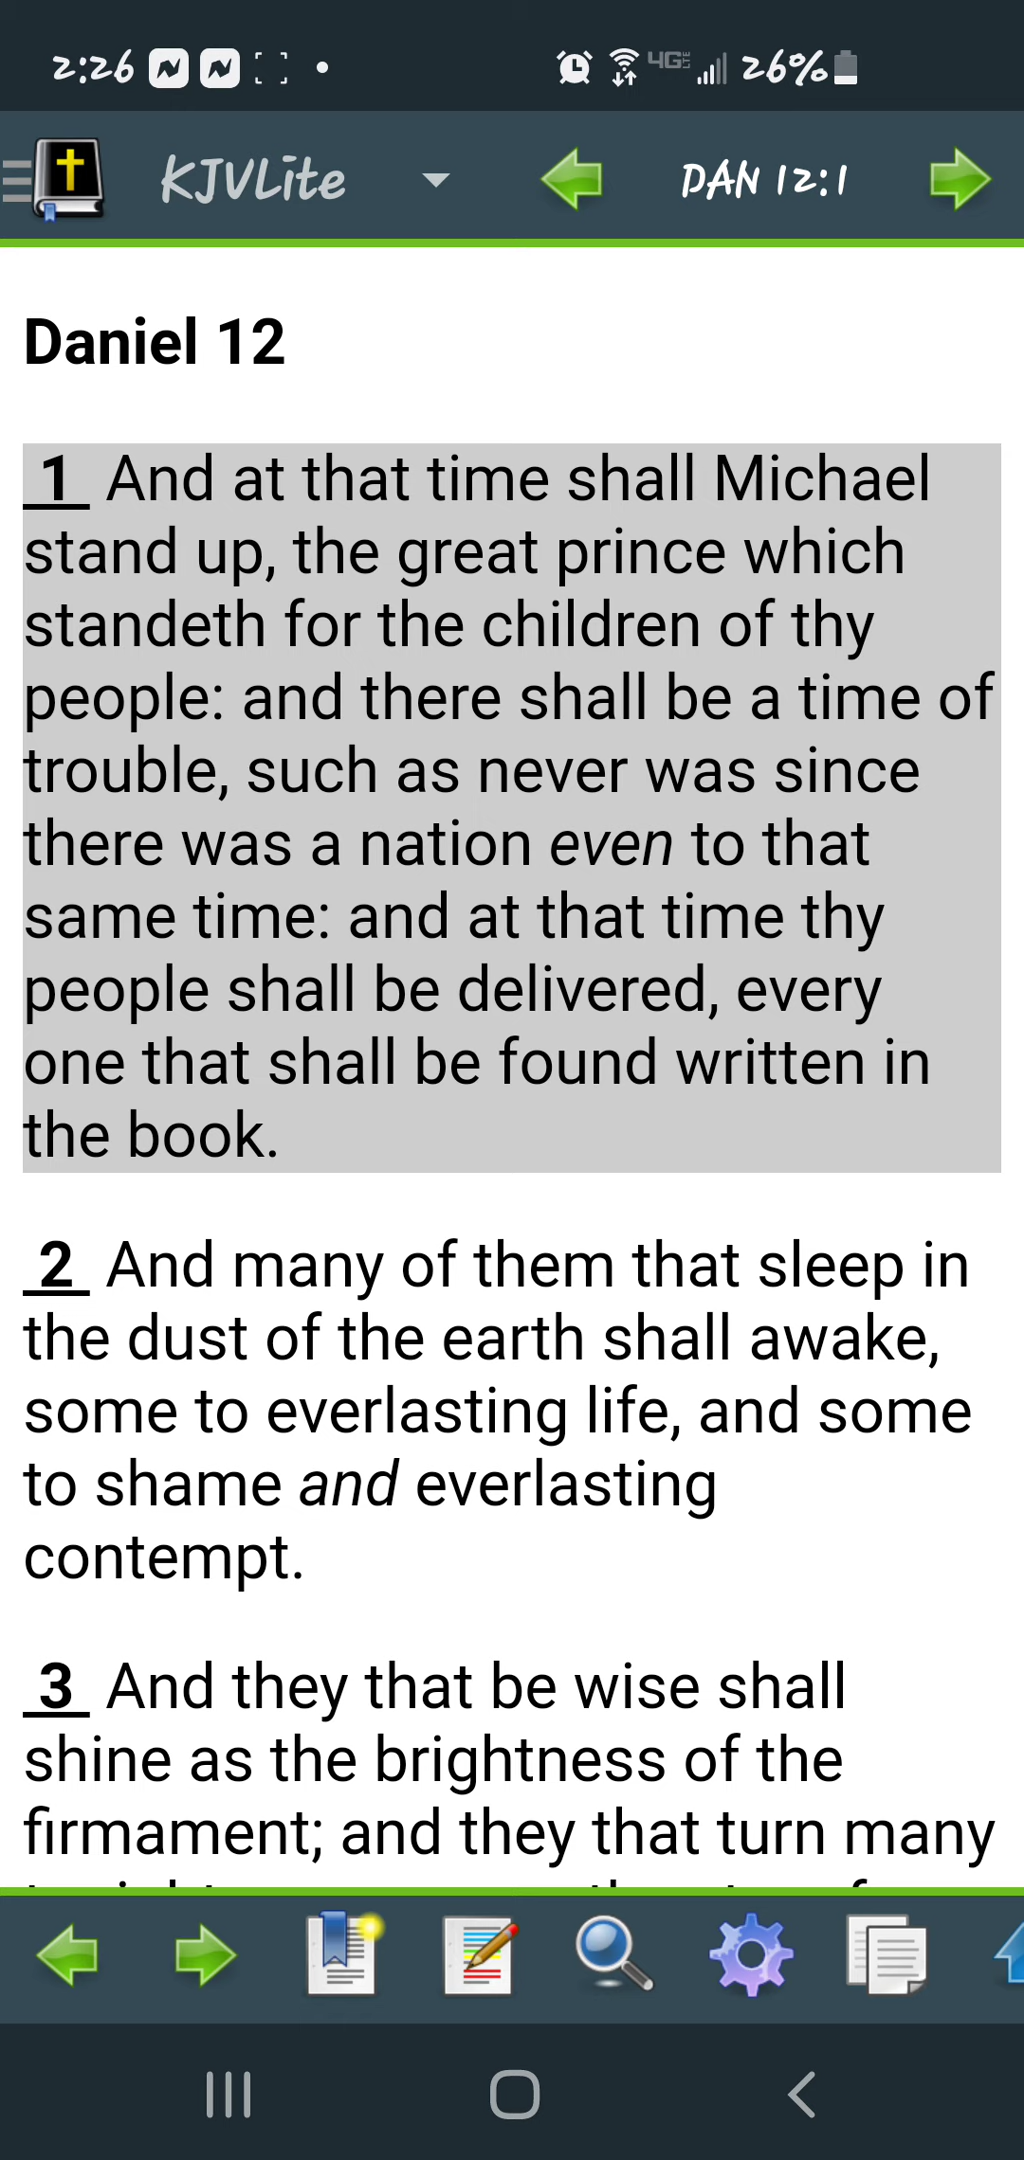 2:26 4G LTE 26%
KJVLite DAN 12:1
Daniel 12
1 And at that time shall Michael
stand up, the great prince which
standeth for the children of thy
people: and there shall be a time of
trouble, such as never was since
there was a nation even to that
same time: and at that time thy
people shall be delivered, every
one that shall be found written in
the book.
2 And many of them that sleep in
the dust of the earth shall awake,
some to everlasting life, and some
to shame and everlasting
contempt.
3 And they that be wise shall
shine as the brightness of the
firmament; and they that turn many